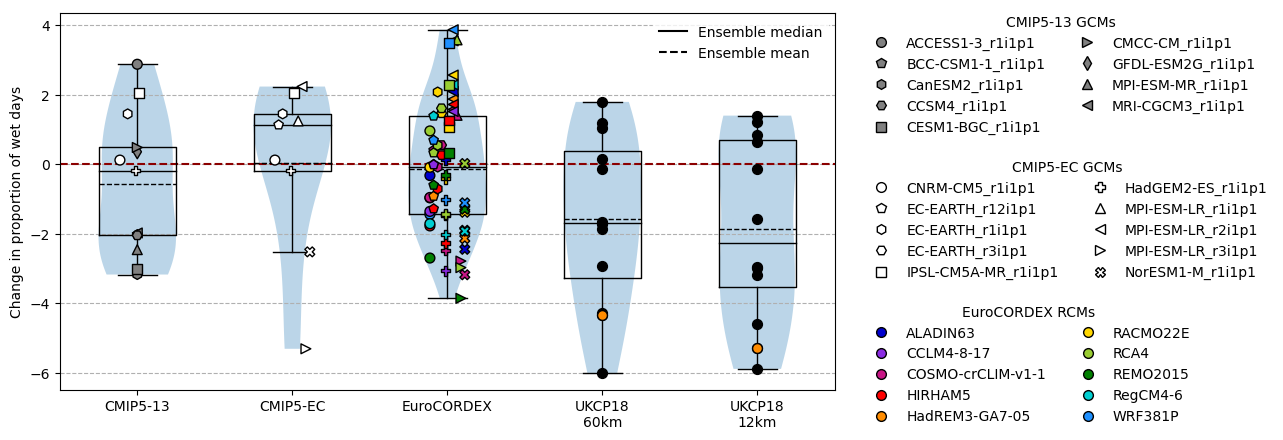 Change in proportion of wet days
4
2
0
−2
−4
−6
Ensemble median
Ensemble mean
CMIP5-13
CMIP5-EC
EuroCORDEX
UKCP18
60km
UKCP18
12km
CMIP5-13 GCMs
ACCESS1-3_r1i1p1
BCC-CSM1-1_r1i1p1
CanESM2_r1i1p1
CCSM4_r1i1p1
CESM1-BGC_r1i1p1
CMCC-CM_r1i1p1
GFDL-ESM2G_r1i1p1
MPI-ESM-MR_r1i1p1
MRI-CGCM3_r1i1p1
CMIP5-EC GCMs
CNRM-CM5_r1i1p1
EC-EARTH_r12i1p1
EC-EARTH_r1i1p1
EC-EARTH_r3i1p1
IPSL-CM5A-MR_r1i1p1
HadGEM2-ES_r1i1p1
MPI-ESM-LR_r1i1p1
MPI-ESM-LR_r2i1p1
MPI-ESM-LR_r3i1p1
NorESM1-M_r1i1p1
EuroCORDEX RCMs
ALADIN63
CCLM4-8-17
COSMO-crCLIM-v1-1
HIRHAM5
HadREM3-GA7-05
RACMO22E
RCA4
REMO2015
RegCM4-6
WRF381P